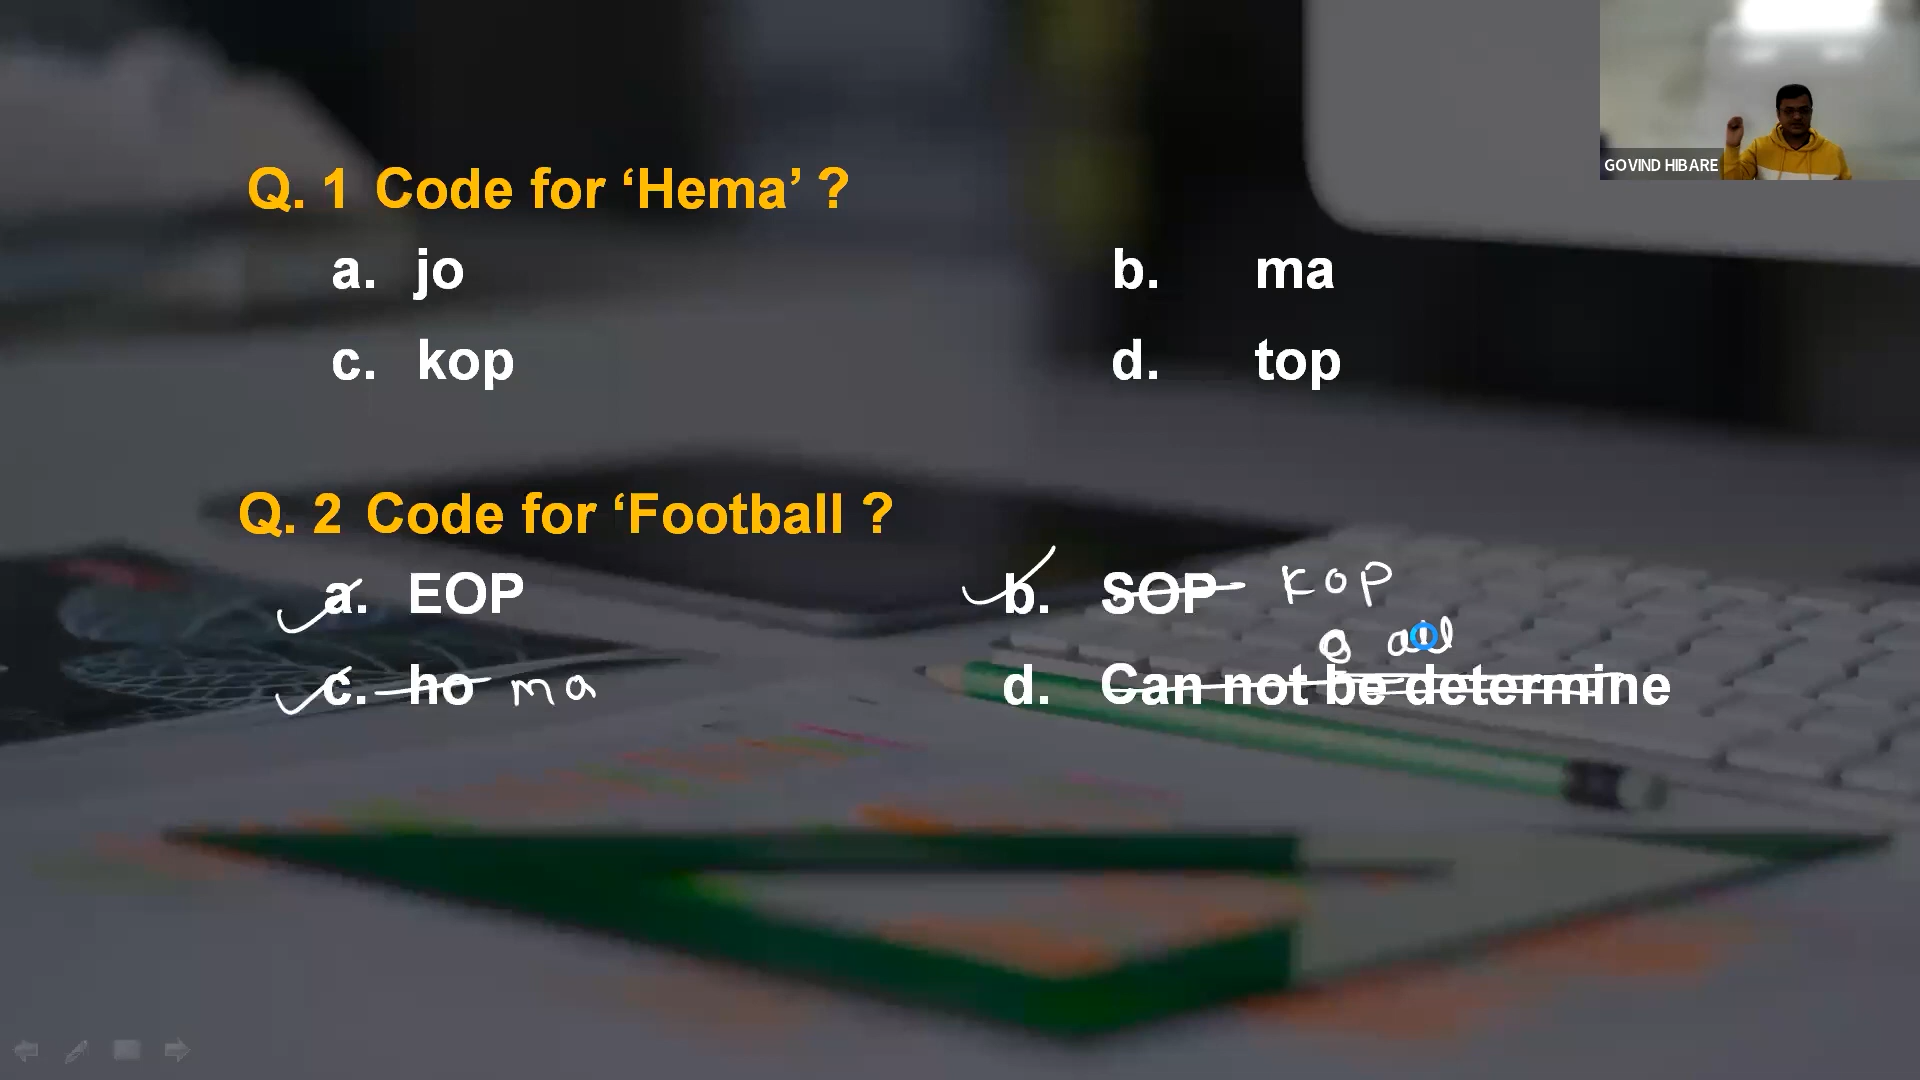 GOVIND HIBARE
Q. 1 Code for ‘Hema’ ?
a. jo b. ma
c. kop d. top
Q. 2 Code for ‘Football ?
a. EOP b. SOP kop
all
c. ho ma d. Can not be determine